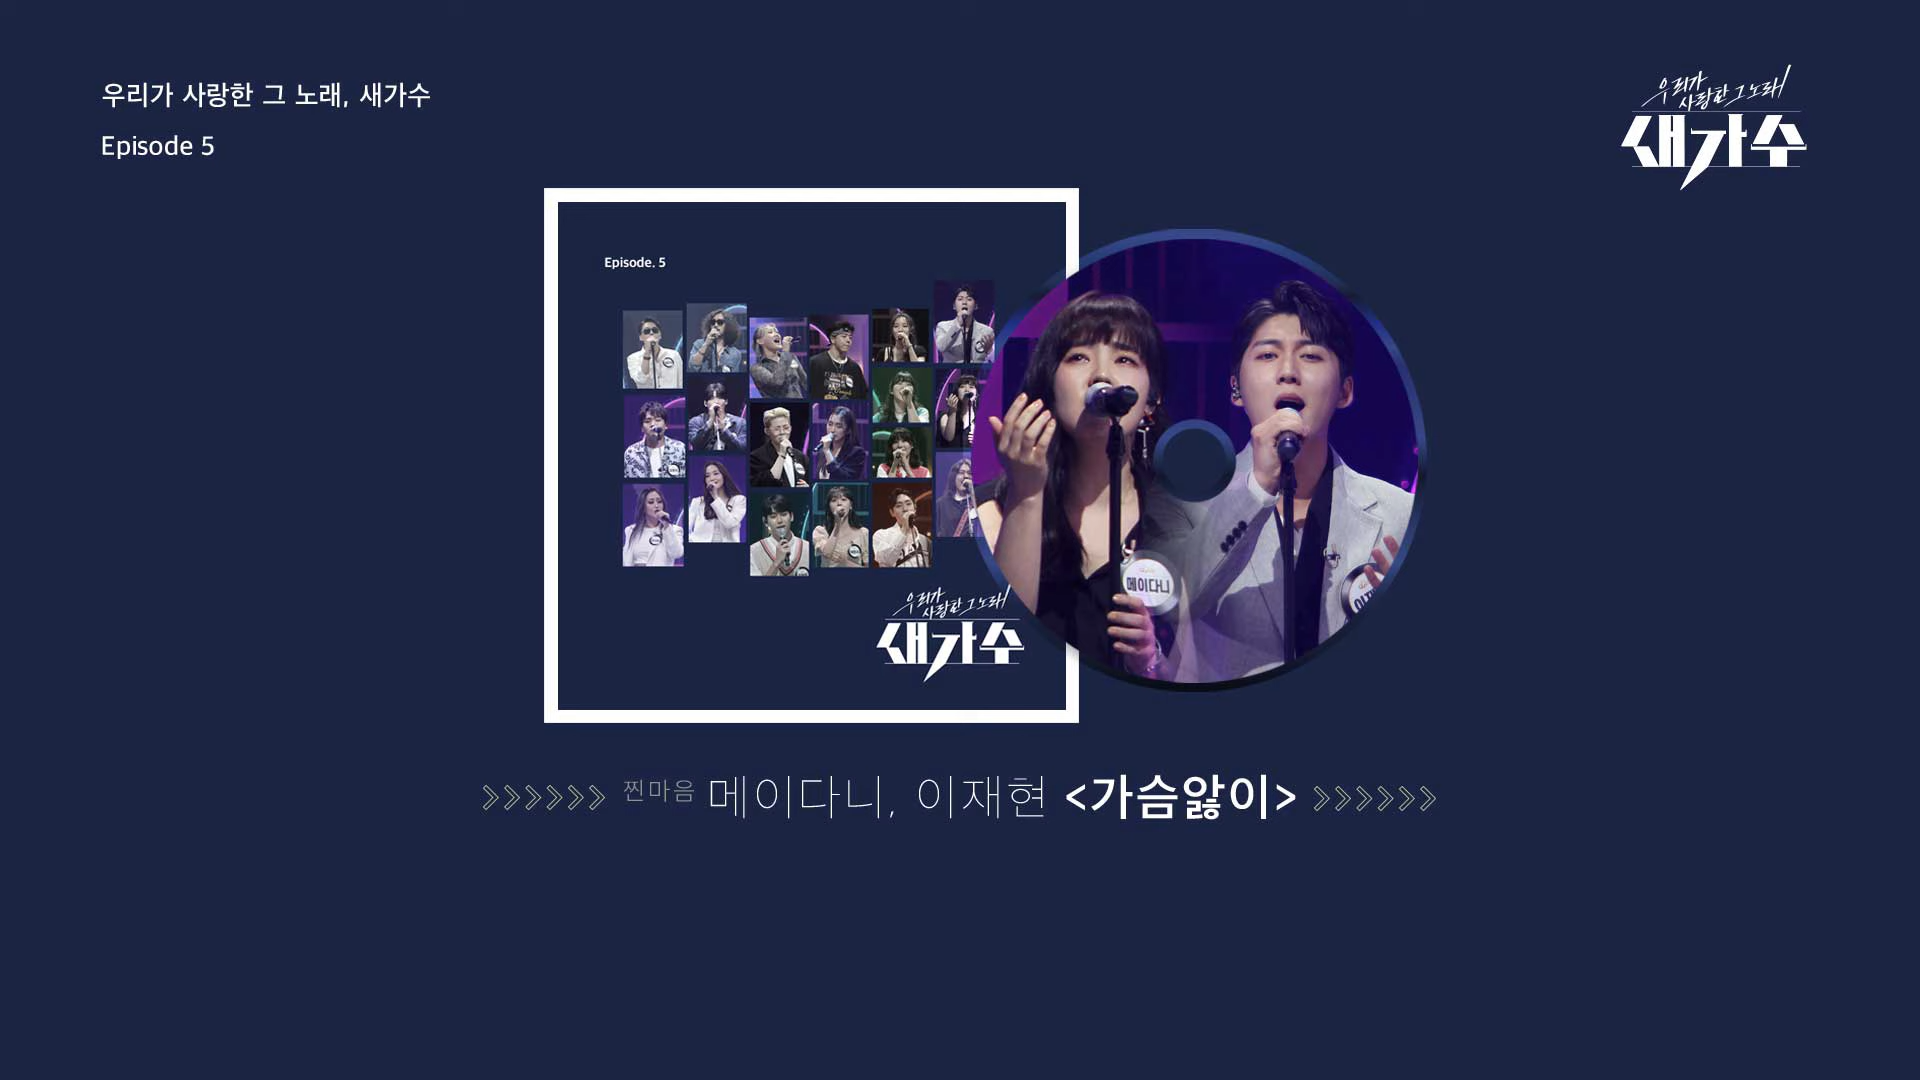 우리가 사랑한 그 노래, 새가수
Episode 5
우리가
사랑한 그 노래
새가수
Episode. 5
메이다니
우리가
사랑한 그 노래
새가수
>>>>>> 찐마음 메이다니, 이재현 <가슴앓이> >>>>>>